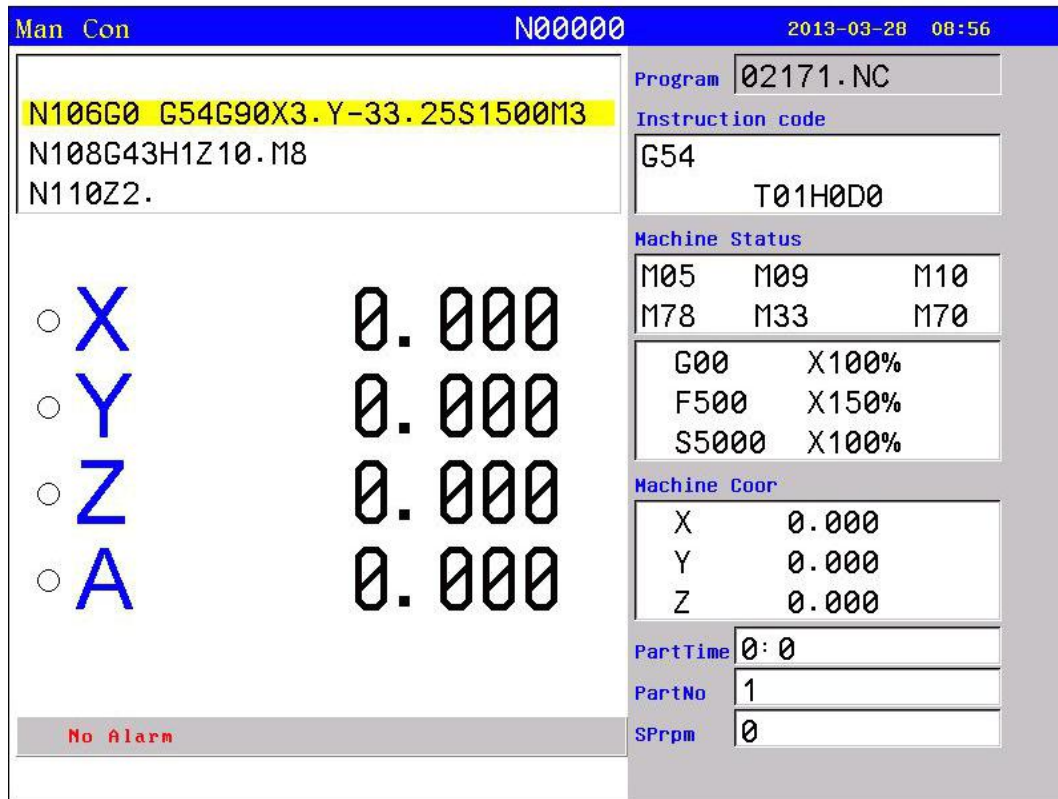 Man Con N00000 2013-03-28 08:56
N106G0 G54G90X3.Y-33.25S1500M3
N108G43H1Z10.M8
N110Z2.
X 0.000
Y 0.000
Z 0.000
A 0.000
No Alarm
Program 02171.NC
Instruction code
G54
T01H0D0
Machine Status
M05 M09 M10
M78 M33 M70
G00 X100%
F500 X150%
S5000 X100%
Machine Coor
X 0.000
Y 0.000
Z 0.000
PartTime 0: 0
PartNo 1
SPrpm 0